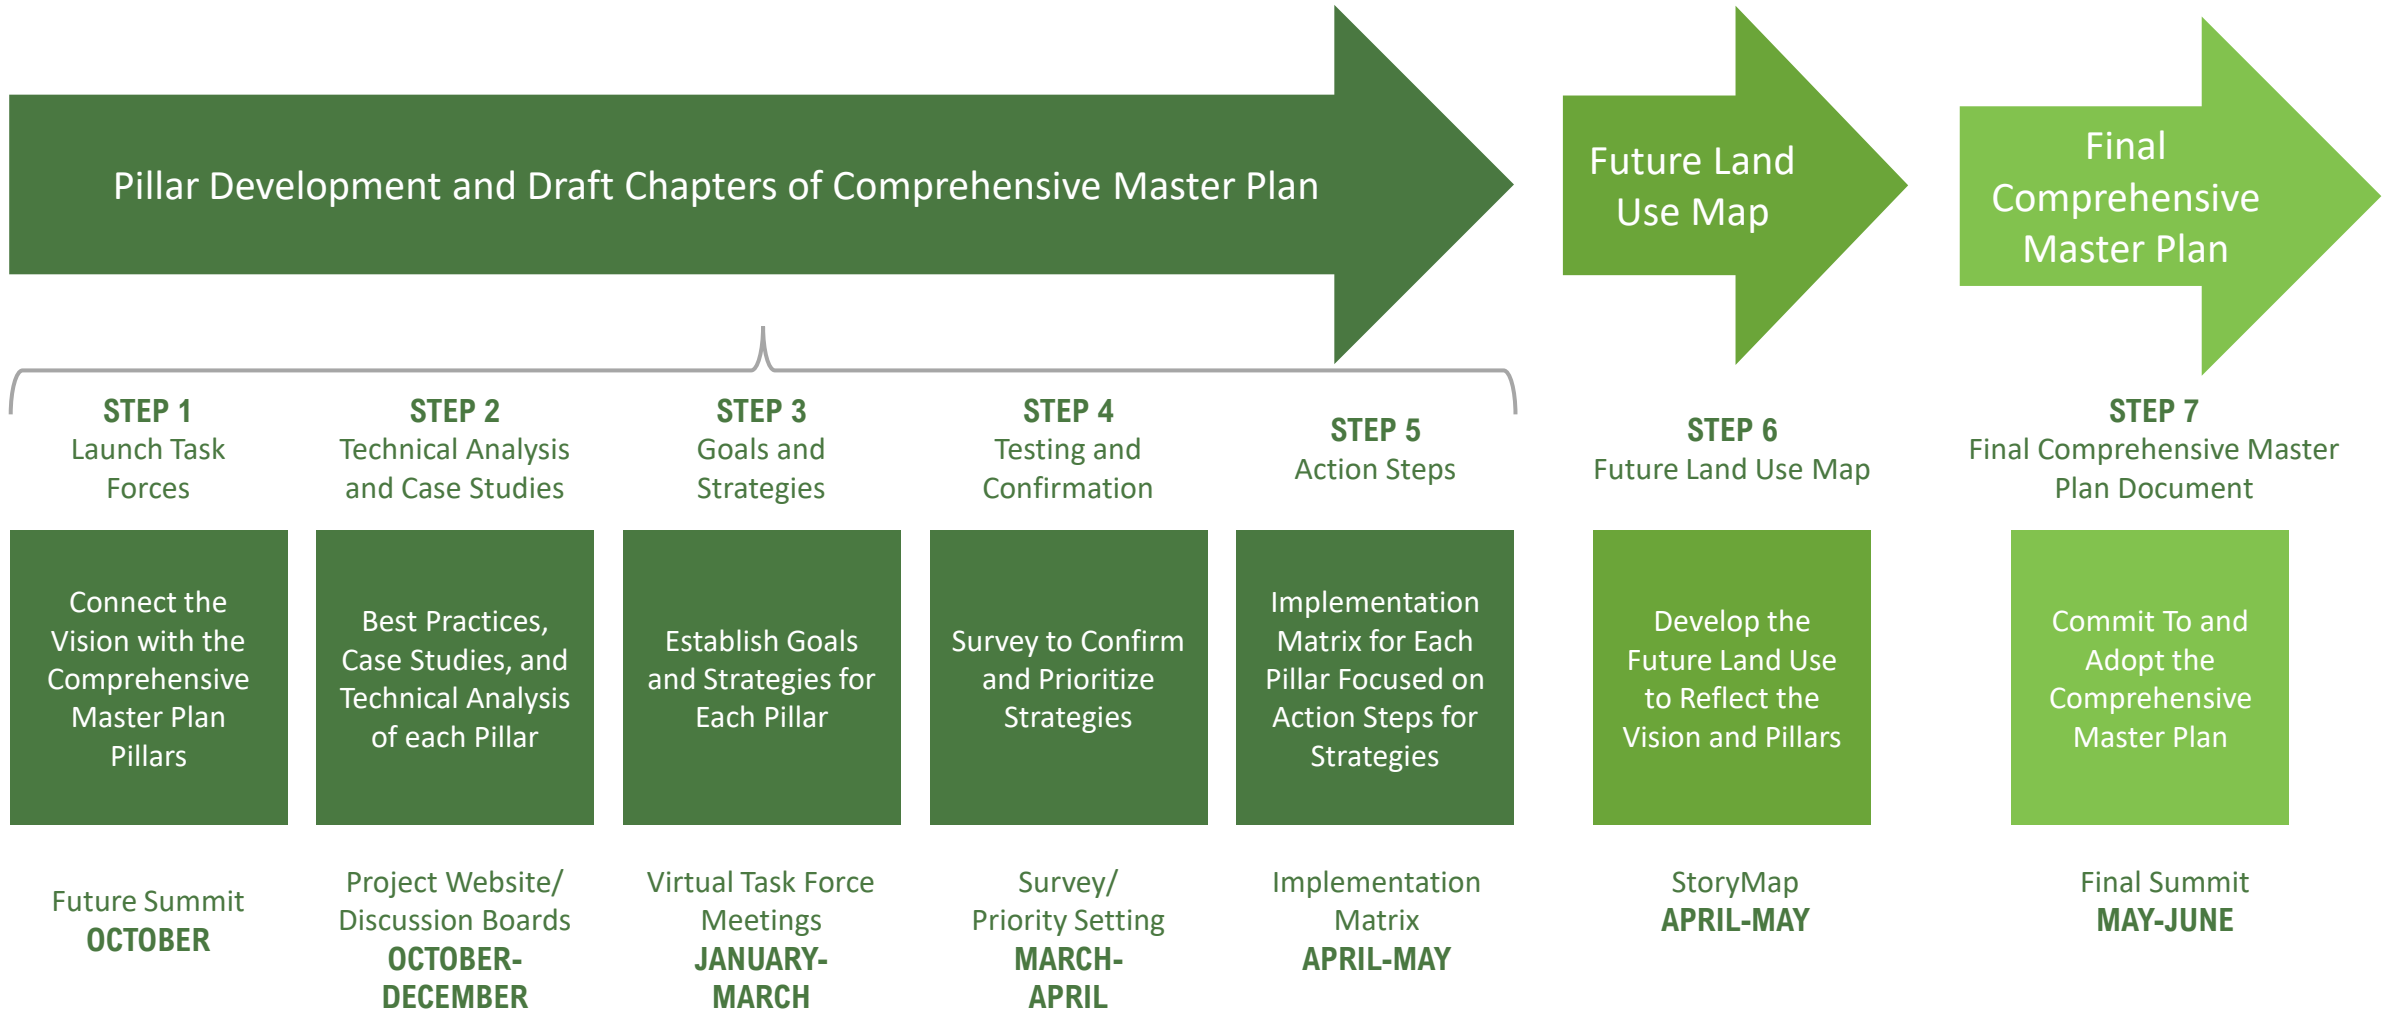 Pillar Development and Draft Chapters of Comprehensive Master Plan
Future Land
Use Map
Final
Comprehensive
Master Plan
STEP 1
Launch Task
Forces
STEP 2
Technical Analysis
and Case Studies
STEP 3
Goals and
Strategies
STEP 4
Testing and
Confirmation
STEP 5
Action Steps
STEP 6
Future Land Use Map
STEP 7
Final Comprehensive Master
Plan Document
Connect the
Vision with the
Comprehensive
Master Plan
Pillars
Best Practices,
Case Studies, and
Technical Analysis
of each Pillar
Establish Goals
and Strategies for
Each Pillar
Survey to Confirm
and Prioritize
Strategies
Implementation
Matrix for Each
Pillar Focused on
Action Steps for
Strategies
Develop the
Future Land Use
to Reflect the
Vision and Pillars
Commit To and
Adopt the
Comprehensive
Master Plan
Future Summit
OCTOBER
Project Website/
Discussion Boards
OCTOBER-
DECEMBER
Virtual Task Force
Meetings
JANUARY-
MARCH
Survey/
Priority Setting
MARCH-
APRIL
Implementation
Matrix
APRIL-MAY
StoryMap
APRIL-MAY
Final Summit
MAY-JUNE